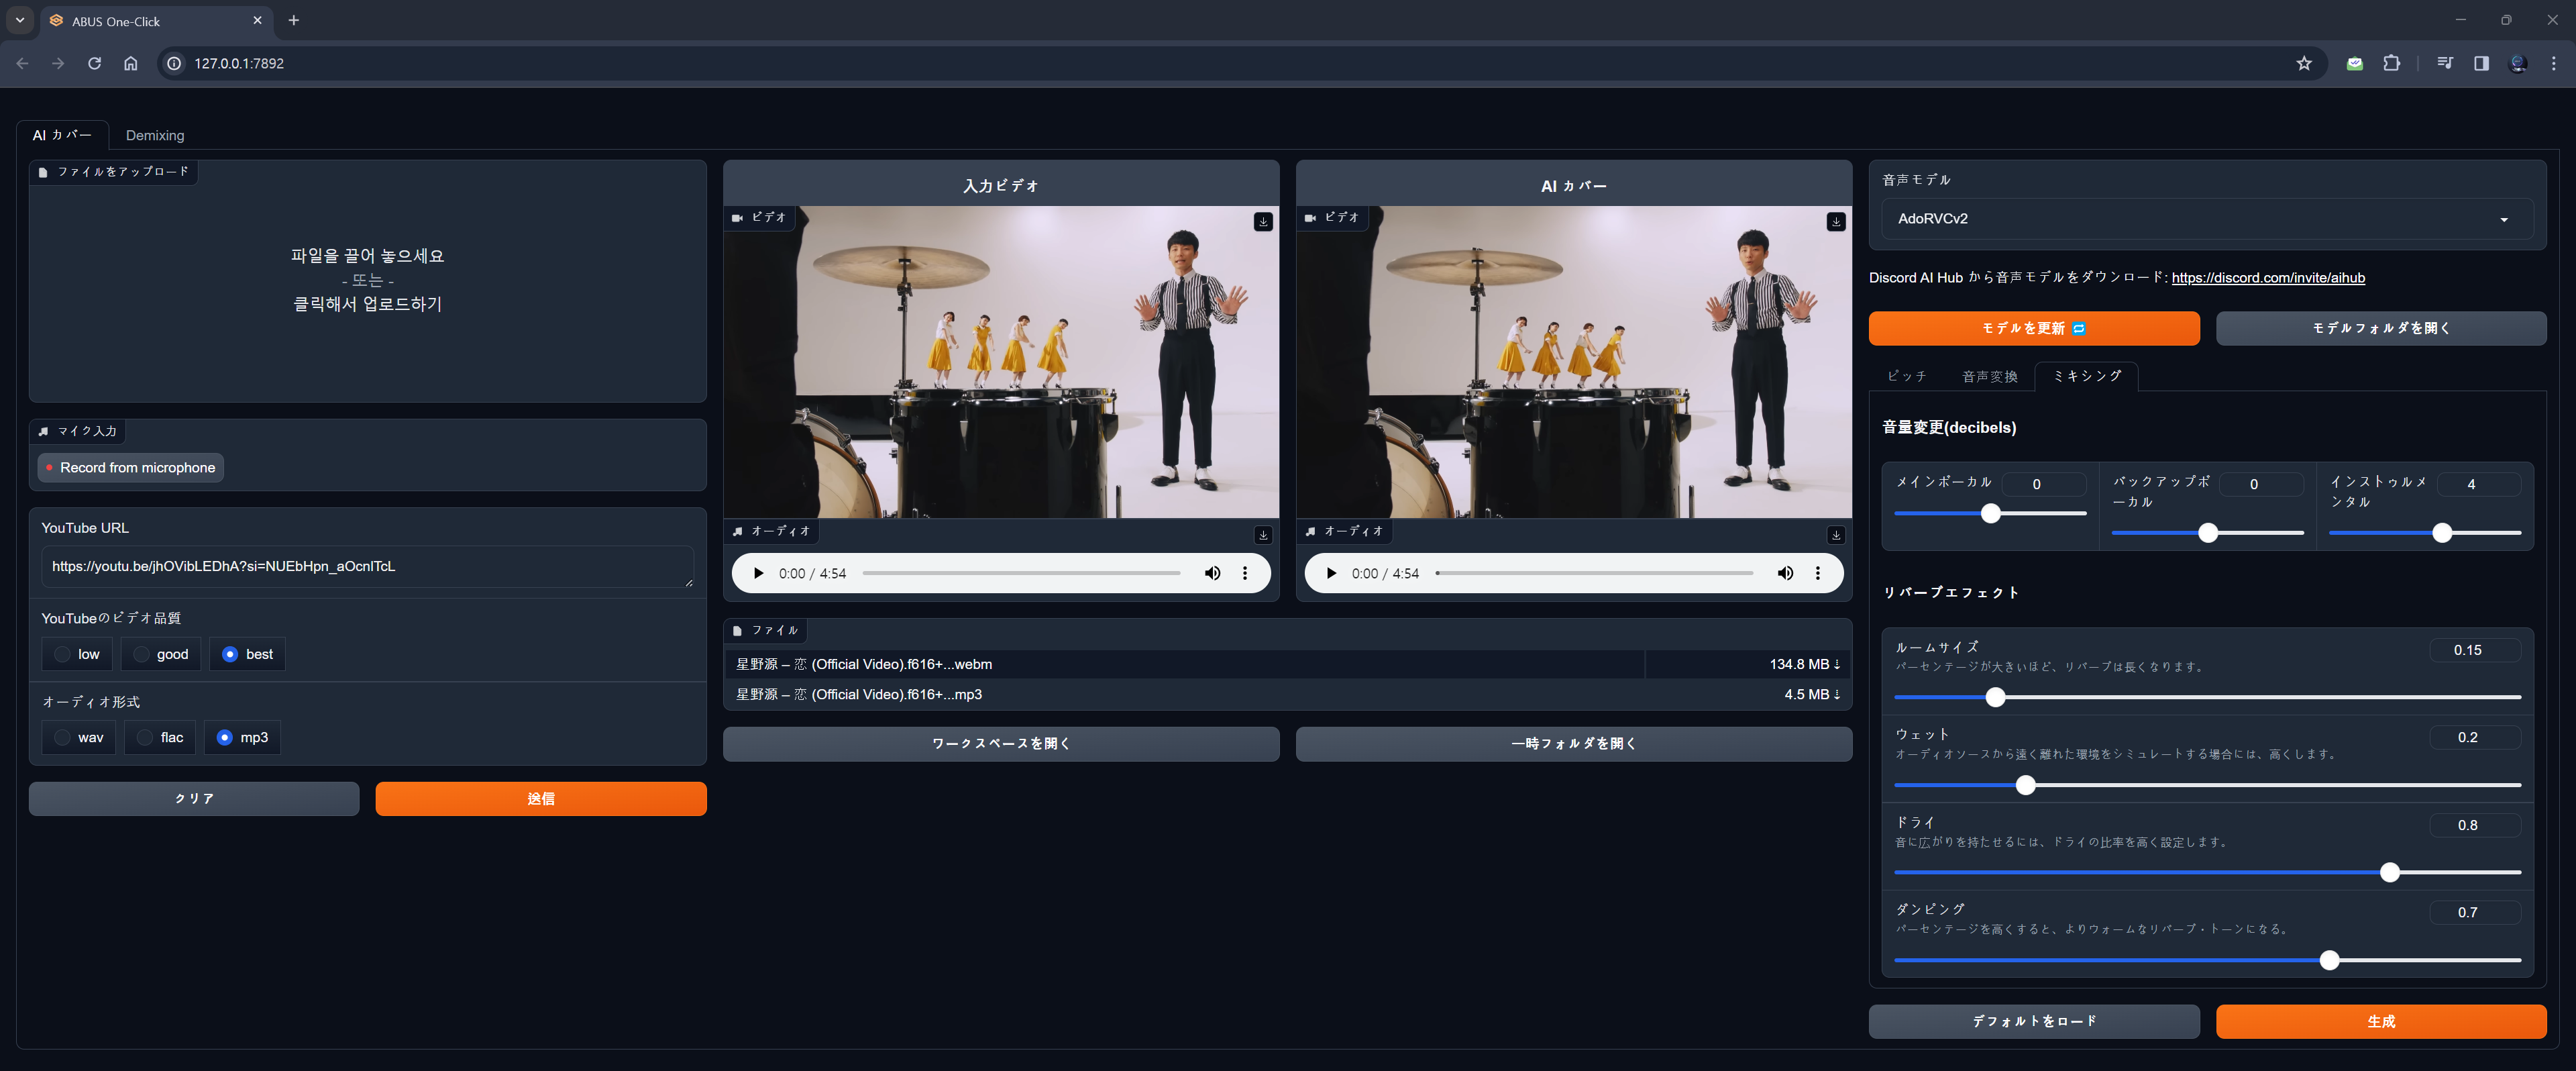 ABUS One-Click
127.0.0.1:7892
AI カバー
Demixing
ファイルをアップロード
파일을 끌어 놓으세요
- 또는 -
클릭해서 업로드하기
マイク入力
Record from microphone
YouTube URL
https://youtu.be/jhOVibLEDhA?si=NUEbHpn_aOcnlTcL
YouTubeのビデオ品質
low
good
best
オーディオ形式
wav
flac
mp3
クリア
送信
入力ビデオ
ビデオ
オーディオ
0:00 / 4:54
AI カバー
ビデオ
オーディオ
0:00 / 4:54
ファイル
星野源 – 恋 (Official Video).f616+...webm 134.8 MB ⇣
星野源 – 恋 (Official Video).f616+...mp3 4.5 MB ⇣
ワークスペースを開く
一時フォルダを開く
音声モデル
AdoRVCv2
Discord AI Hub から音声モデルをダウンロード: https://discord.com/invite/aihub
モデルを更新 🔁
モデルフォルダを開く
ピッチ
音声変換
ミキシング
音量変更(decibels)
メインボーカル
0
バックアップボ
ーカル
0
インストゥルメ
ンタル
4
リバーブエフェクト
ルームサイズ
0.15
パーセンテージが大きいほど、リバーブは長くなります。
ウェット
0.2
オーディオソースから遠く離れた環境をシミュレートする場合には、高くします。
ドライ
0.8
音に広がりを持たせるには、ドライの比率を高く設定します。
ダンピング
0.7
パーセンテージを高くすると、よりウォームなリバーブ・トーンになる。
デフォルトをロード
生成